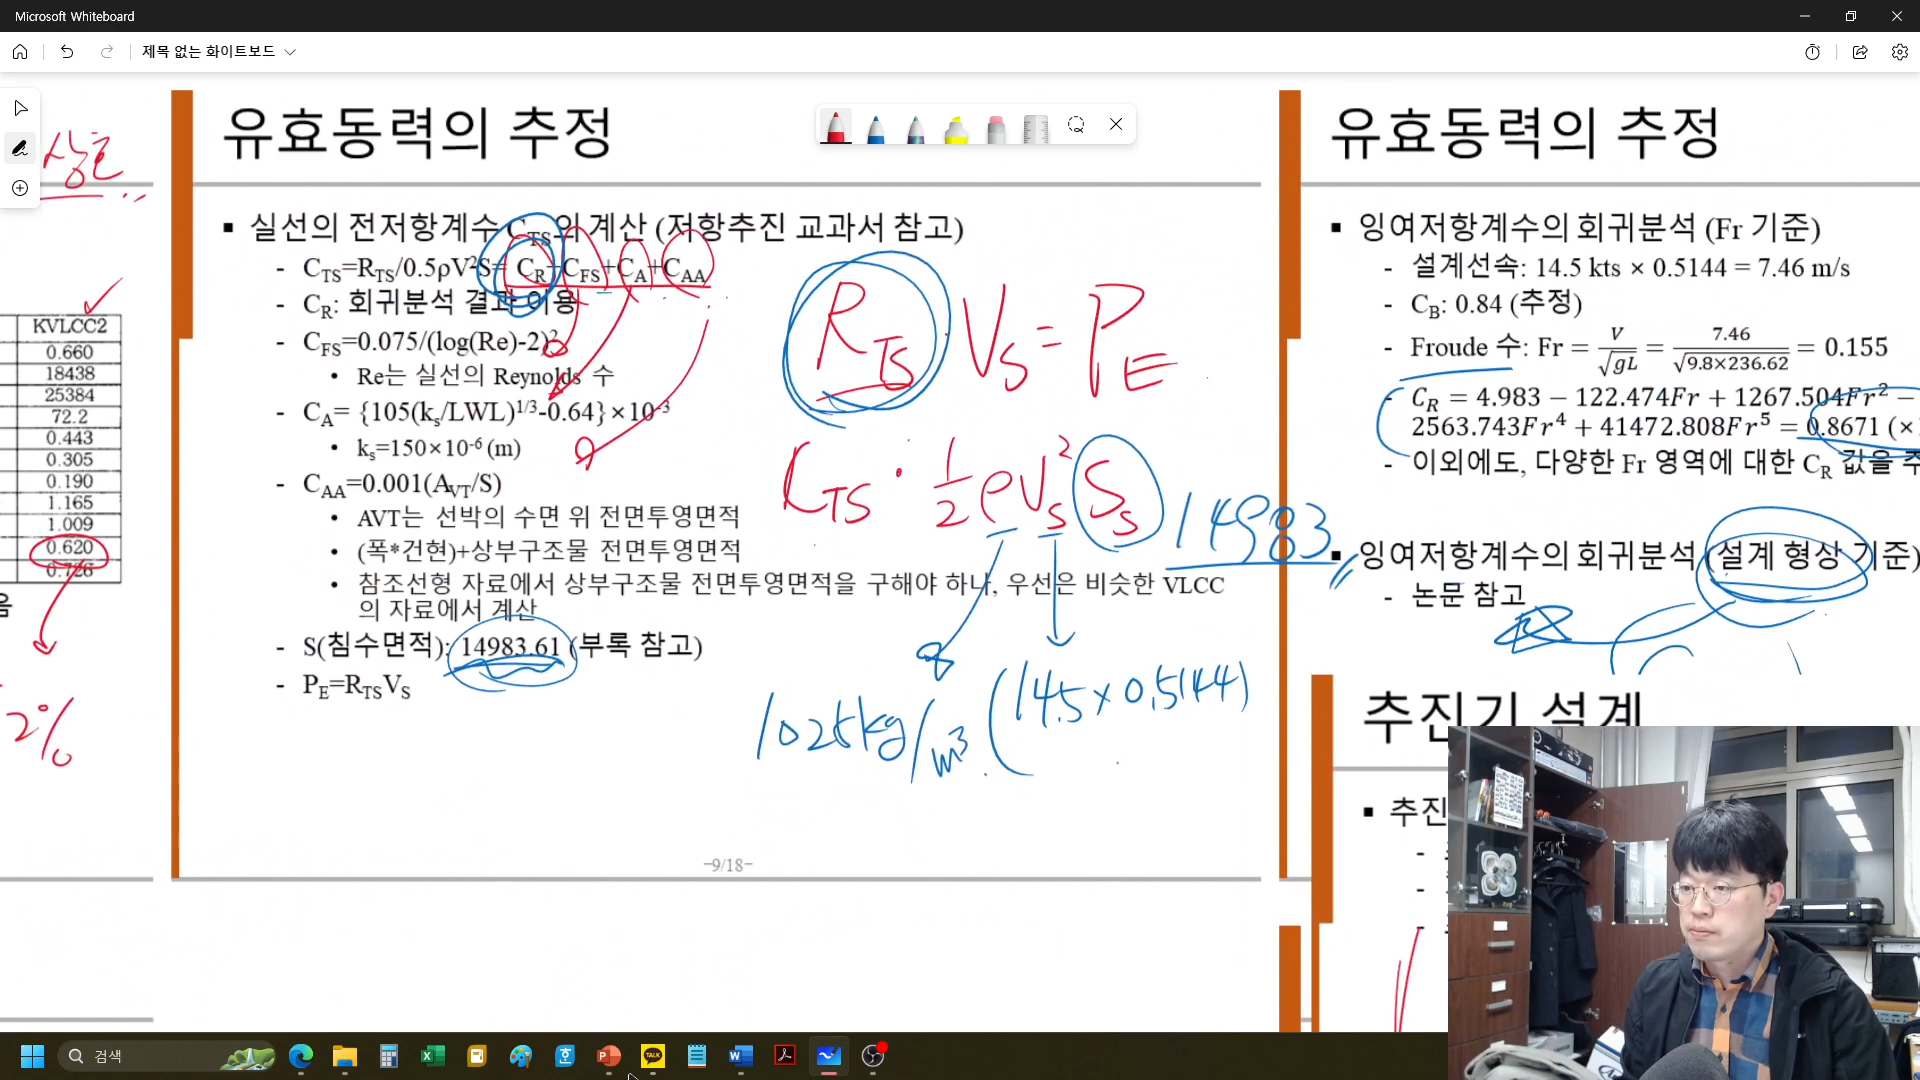 Microsoft Whiteboard
제목 없는 화이트보드
상호
KVLCC2
0.660
18438
25384
72.2
0.443
0.305
0.190
1.165
1.009
0.620
0.726
음
2%
유효동력의 추정
▪ 실선의 전저항계수 C_TS의 계산 (저항추진 교과서 참고)
- C_TS=R_TS/0.5ρV²S= C_R+C_FS+C_A+C_AA
- C_R: 회귀분석 결과 이용
- C_FS=0.075/(log(Re)-2)²
• Re는 실선의 Reynolds 수
- C_A= {105(k_s/LWL)^1/3-0.64}×10^-3
• k_s=150×10^-6 (m)
- C_AA=0.001(A_VT/S)
• AVT는 선박의 수면 위 전면투영면적
• (폭*건현)+상부구조물 전면투영면적
• 참조선형 자료에서 상부구조물 전면투영면적을 구해야 하나, 우선은 비슷한 VLCC
의 자료에서 계산
- S(침수면적): 14983.61 (부록 참고)
- P_E=R_TSV_S
R_TS V_S = P_E
C_TS · 1/2 ρ V_S² S_S
14983
1025kg/m³ (14.5×0.5144)
−9/18−
유효동력의 추정
▪ 잉여저항계수의 회귀분석 (Fr 기준)
- 설계선속: 14.5 kts × 0.5144 = 7.46 m/s
- C_B: 0.84 (추정)
- Froude 수: Fr = V/√gL = 7.46/√9.8×236.62 = 0.155
- C_R = 4.983 − 122.474Fr + 1267.504Fr² −
2563.743Fr⁴ + 41472.808Fr⁵ = 0.8671 (×
- 이외에도, 다양한 Fr 영역에 대한 C_R 값을 추
▪ 잉여저항계수의 회귀분석 (설계 형상 기준)
- 논문 참고
추진기 설계
▪ 추진
검색
TALK